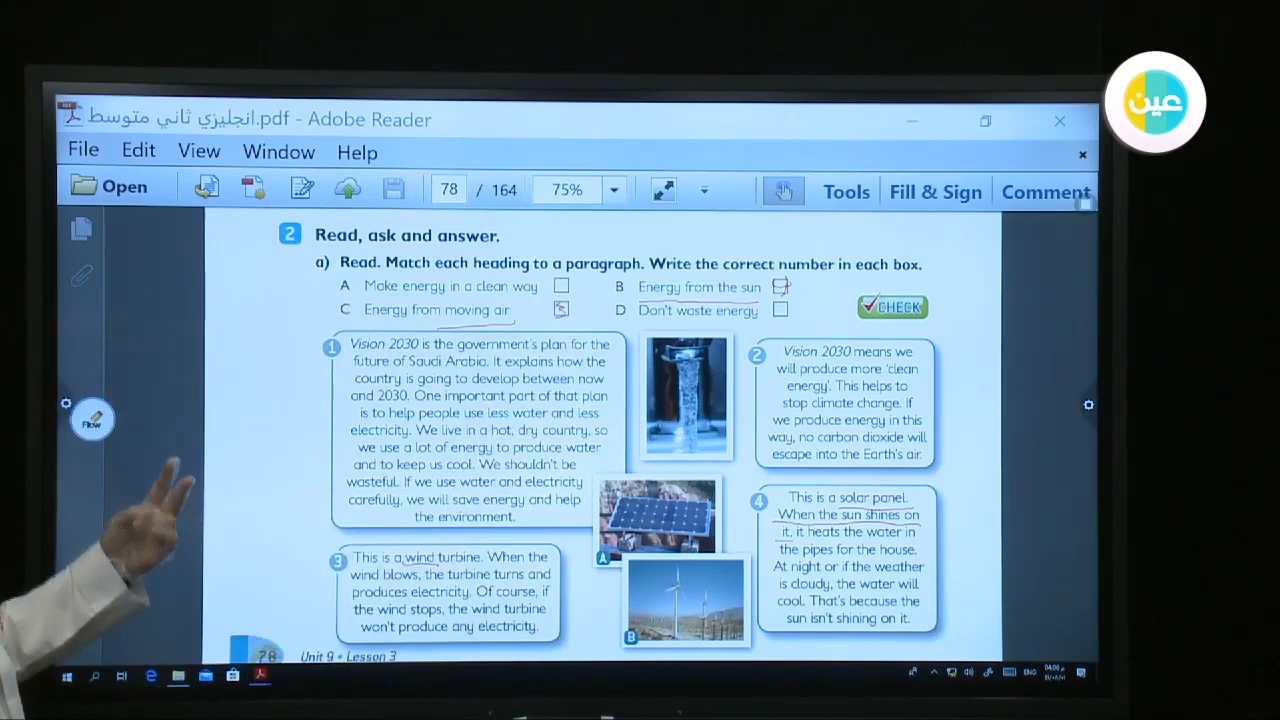 عين
انجليزي ثاني متوسط.pdf - Adobe Reader
File Edit View Window Help
Open 78 / 164 75% Tools Fill & Sign Comment
2 Read, ask and answer.
a) Read. Match each heading to a paragraph. Write the correct number in each box.
A Make energy in a clean way B Energy from the sun 4
C Energy from moving air 3 D Don't waste energy
CHECK
1 Vision 2030 is the government's plan for the
future of Saudi Arabia. It explains how the
country is going to develop between now
and 2030. One important part of that plan
is to help people use less water and less
electricity. We live in a hot, dry country, so
we use a lot of energy to produce water
and to keep us cool. We shouldn't be
wasteful. If we use water and electricity
carefully, we will save energy and help
the environment.
2 Vision 2030 means we
will produce more 'clean
energy'. This helps to
stop climate change. If
we produce energy in this
way, no carbon dioxide will
escape into the Earth's air.
A
3 This is a wind turbine. When the
wind blows, the turbine turns and
produces electricity. Of course, if
the wind stops, the wind turbine
won't produce any electricity.
B
4 This is a solar panel.
When the sun shines on
it, it heats the water in
the pipes for the house.
At night or if the weather
is cloudy, the water will
cool. That's because the
sun isn't shining on it.
78 Unit 9 • Lesson 3
Flow
ENG